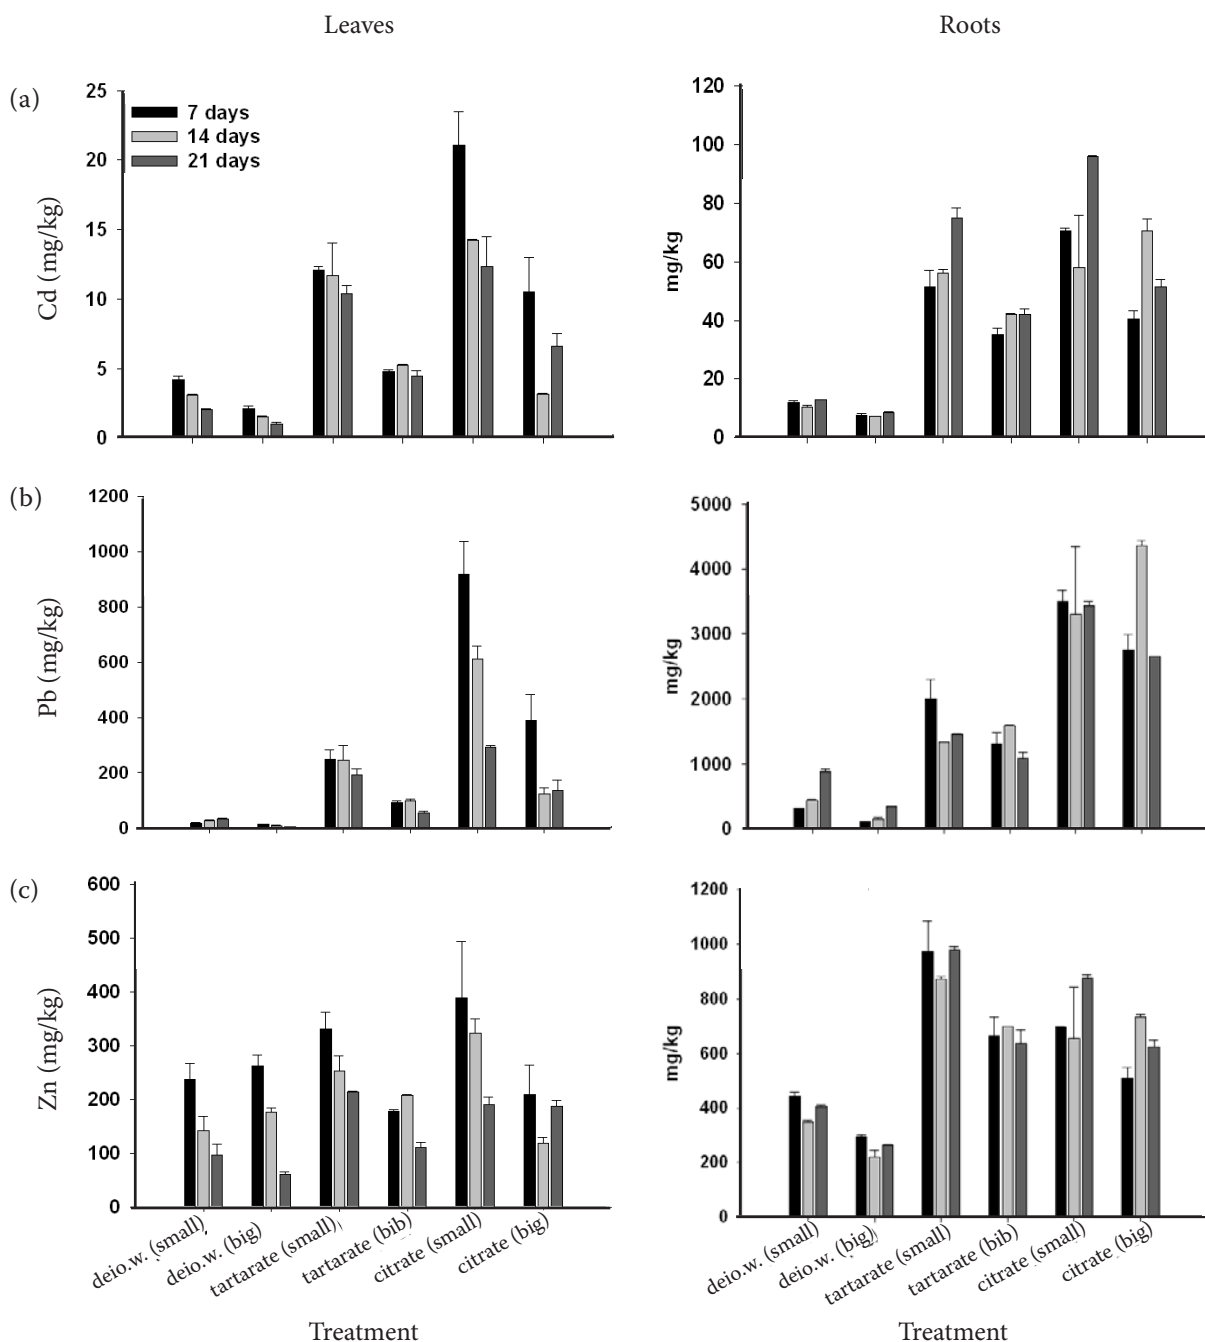 Leaves
Roots
(a)
Cd (mg/kg)
25
20
15
10
5
0
7 days
14 days
21 days
mg/kg
120
100
80
60
40
20
0
(b)
Pb (mg/kg)
1200
1000
800
600
400
200
0
mg/kg
5000
4000
3000
2000
1000
0
(c)
Zn (mg/kg)
600
500
400
300
200
100
0
deio.w. (small)
deio.w. (big)
tartarate (small)
tartarate (bib)
citrate (small)
citrate (big)
Treatment
mg/kg
1200
1000
800
600
400
200
0
deio.w. (small)
deio.w. (big)
tartarate (small)
tartarate (bib)
citrate (small)
citrate (big)
Treatment